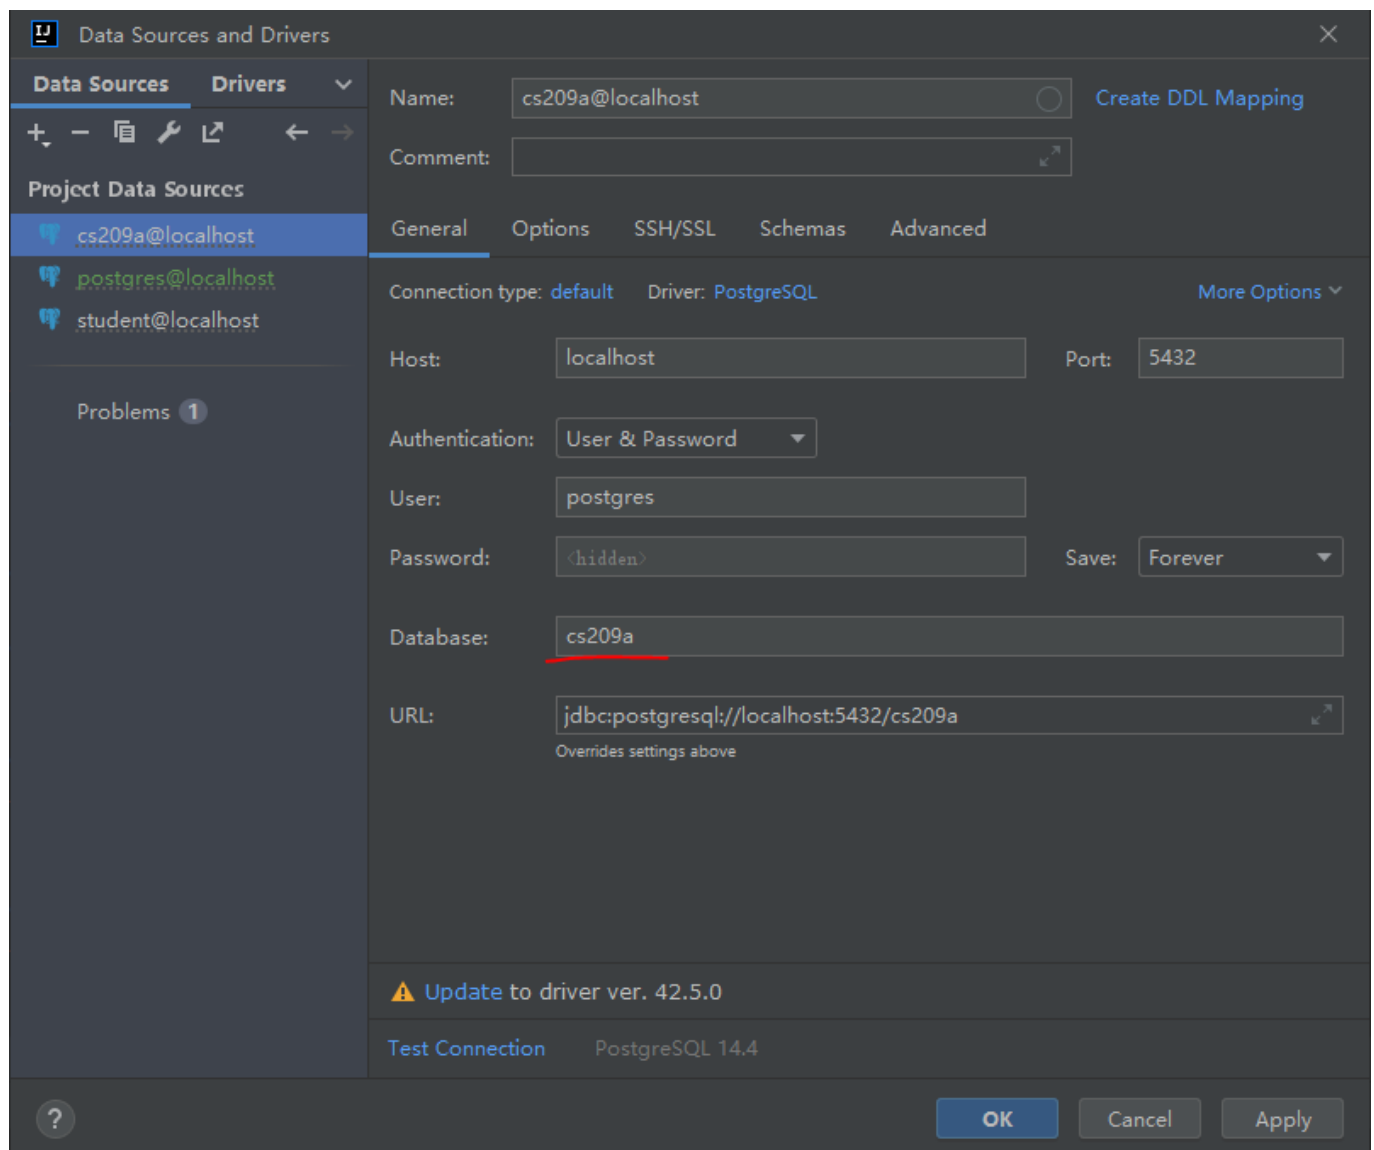 IJ Data Sources and Drivers
Data Sources Drivers
Project Data Sources
cs209a@localhost
postgres@localhost
student@localhost
Problems 1
Name: cs209a@localhost Create DDL Mapping
Comment:
General Options SSH/SSL Schemas Advanced
Connection type: default Driver: PostgreSQL More Options
Host: localhost Port: 5432
Authentication: User & Password
User: postgres
Password: <hidden> Save: Forever
Database: cs209a
URL: jdbc:postgresql://localhost:5432/cs209a
Overrides settings above
Update to driver ver. 42.5.0
Test Connection PostgreSQL 14.4
? OK Cancel Apply